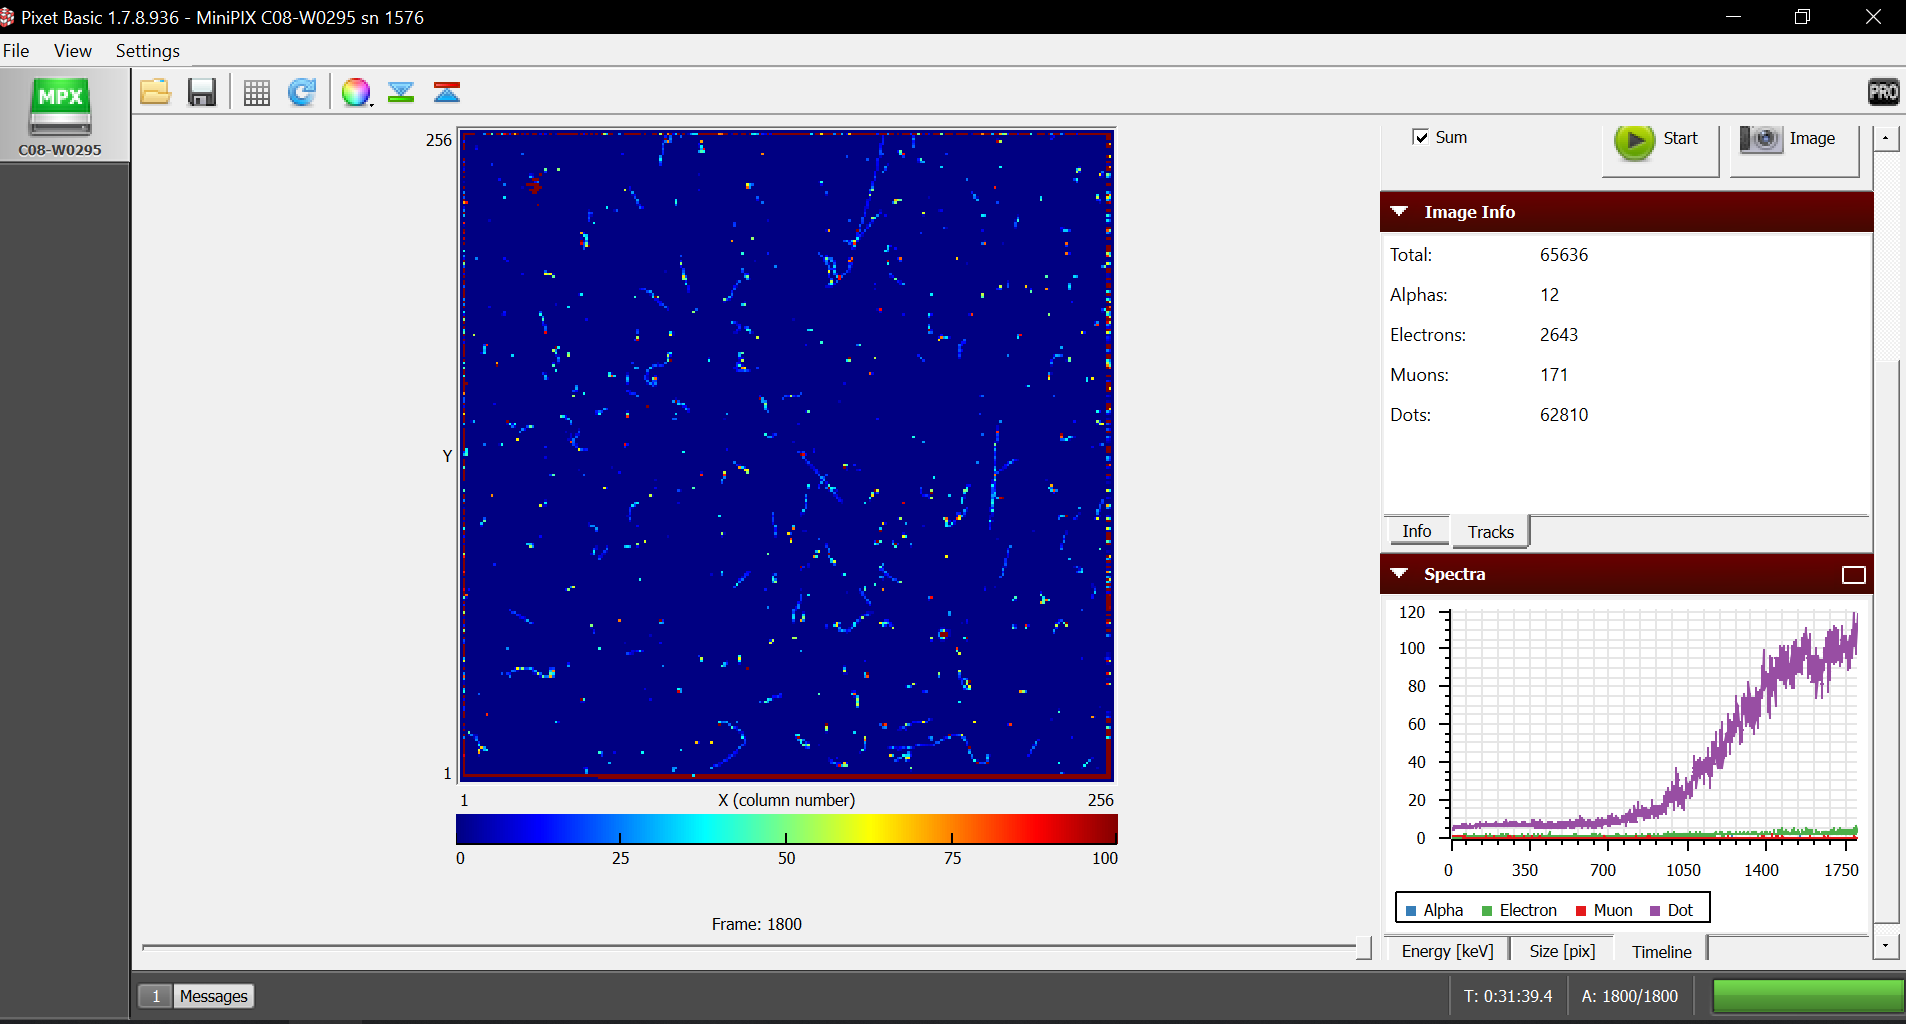 Pixet Basic 1.7.8.936 - MiniPIX C08-W0295 sn 1576
File View Settings
MPX
C08-W0295
PRO
256
Y
1
1 X (column number) 256
0 25 50 75 100
Frame: 1800
Sum Start Image
Image Info
Total: 65636
Alphas: 12
Electrons: 2643
Muons: 171
Dots: 62810
Info Tracks
Spectra
120
100
80
60
40
20
0
0 350 700 1050 1400 1750
Alpha Electron Muon Dot
Energy [keV] Size [pix] Timeline
1 Messages T: 0:31:39.4 A: 1800/1800